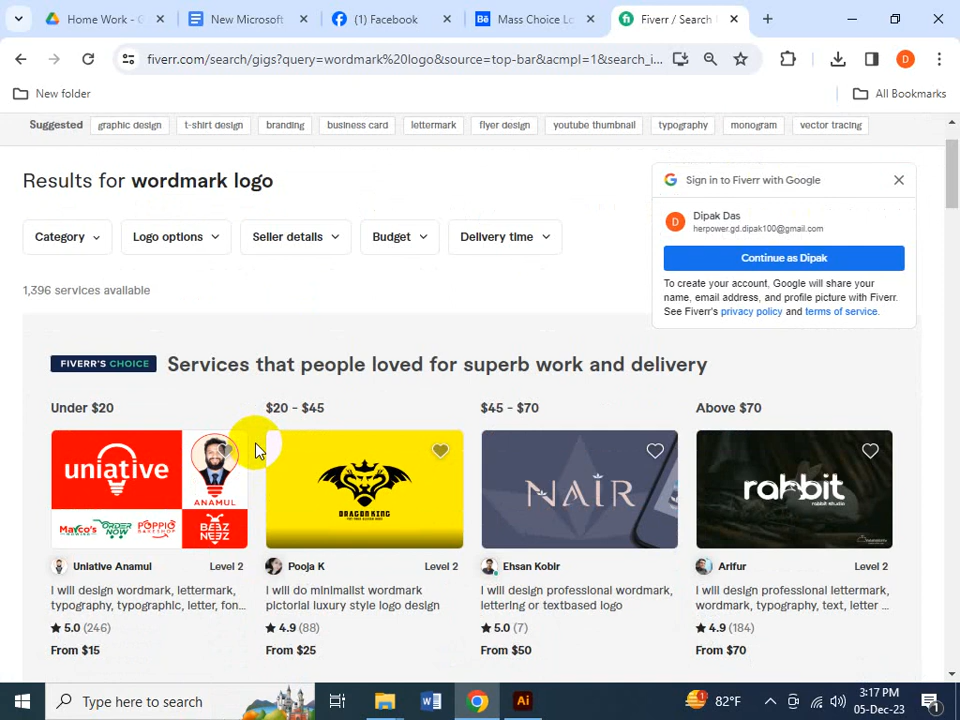 Home Work - G
New Microsoft
(1) Facebook
Mass Choice Lo
Fiverr / Search
fiverr.com/search/gigs?query=wordmark%20logo&source=top-bar&acmpl=1&search_i...
New folder
All Bookmarks
Suggested graphic design t-shirt design branding business card lettermark flyer design youtube thumbnail typography monogram vector tracing
Results for wordmark logo
Sign in to Fiverr with Google
Dipak Das
herpower.gd.dipak100@gmail.com
Continue as Dipak
To create your account, Google will share your
name, email address, and profile picture with Fiverr.
See Fiverr's privacy policy and terms of service.
Category Logo options Seller details Budget Delivery time
1,396 services available
FIVERR'S CHOICE Services that people loved for superb work and delivery
Under $20
$20 - $45
$45 - $70
Above $70
uniative
ANAMUL
Mayco's
ORDER NOW
POPPIO
BEEZ NEEZ
DRAGON KING
NAIR
rabbit
rabbit studio
Uniative Anamul Level 2
I will design wordmark, lettermark,
typography, typographic, letter, fon...
5.0 (246)
From $15
Pooja K Level 2
I will do minimalist wordmark
pictorial luxury style logo design
4.9 (88)
From $25
Ehsan Kobir
I will design professional wordmark,
lettering or textbased logo
5.0 (7)
From $50
Arifur Level 2
I will design professional lettermark,
wordmark, typography, text, letter ...
4.9 (184)
From $70
Type here to search
82°F
3:17 PM
05-Dec-23